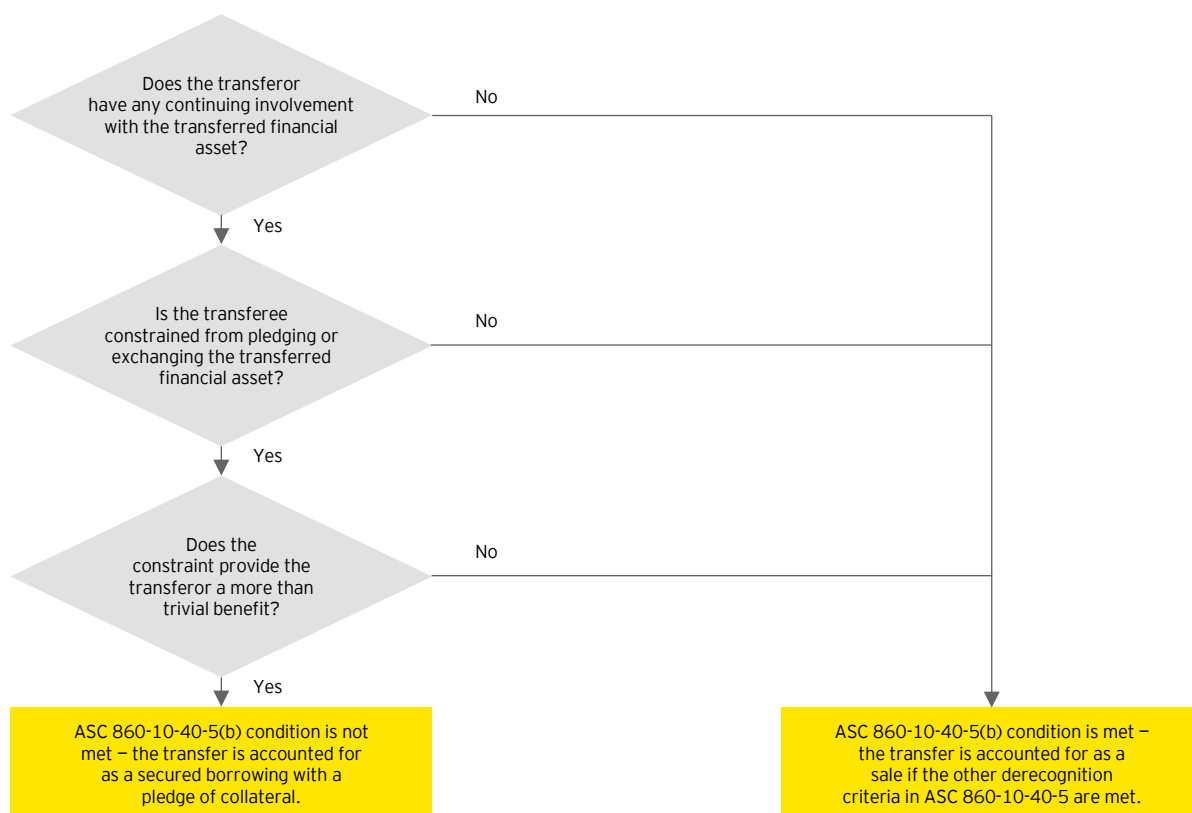 Does the transferor
have any continuing involvement
with the transferred financial
asset?
No
Yes
Is the transferee
constrained from pledging or
exchanging the transferred
financial asset?
No
Yes
Does the
constraint provide the
transferor a more than
trivial benefit?
No
Yes
ASC 860-10-40-5(b) condition is not
met – the transfer is accounted for
as a secured borrowing with a
pledge of collateral.
ASC 860-10-40-5(b) condition is met –
the transfer is accounted for as a
sale if the other derecognition
criteria in ASC 860-10-40-5 are met.